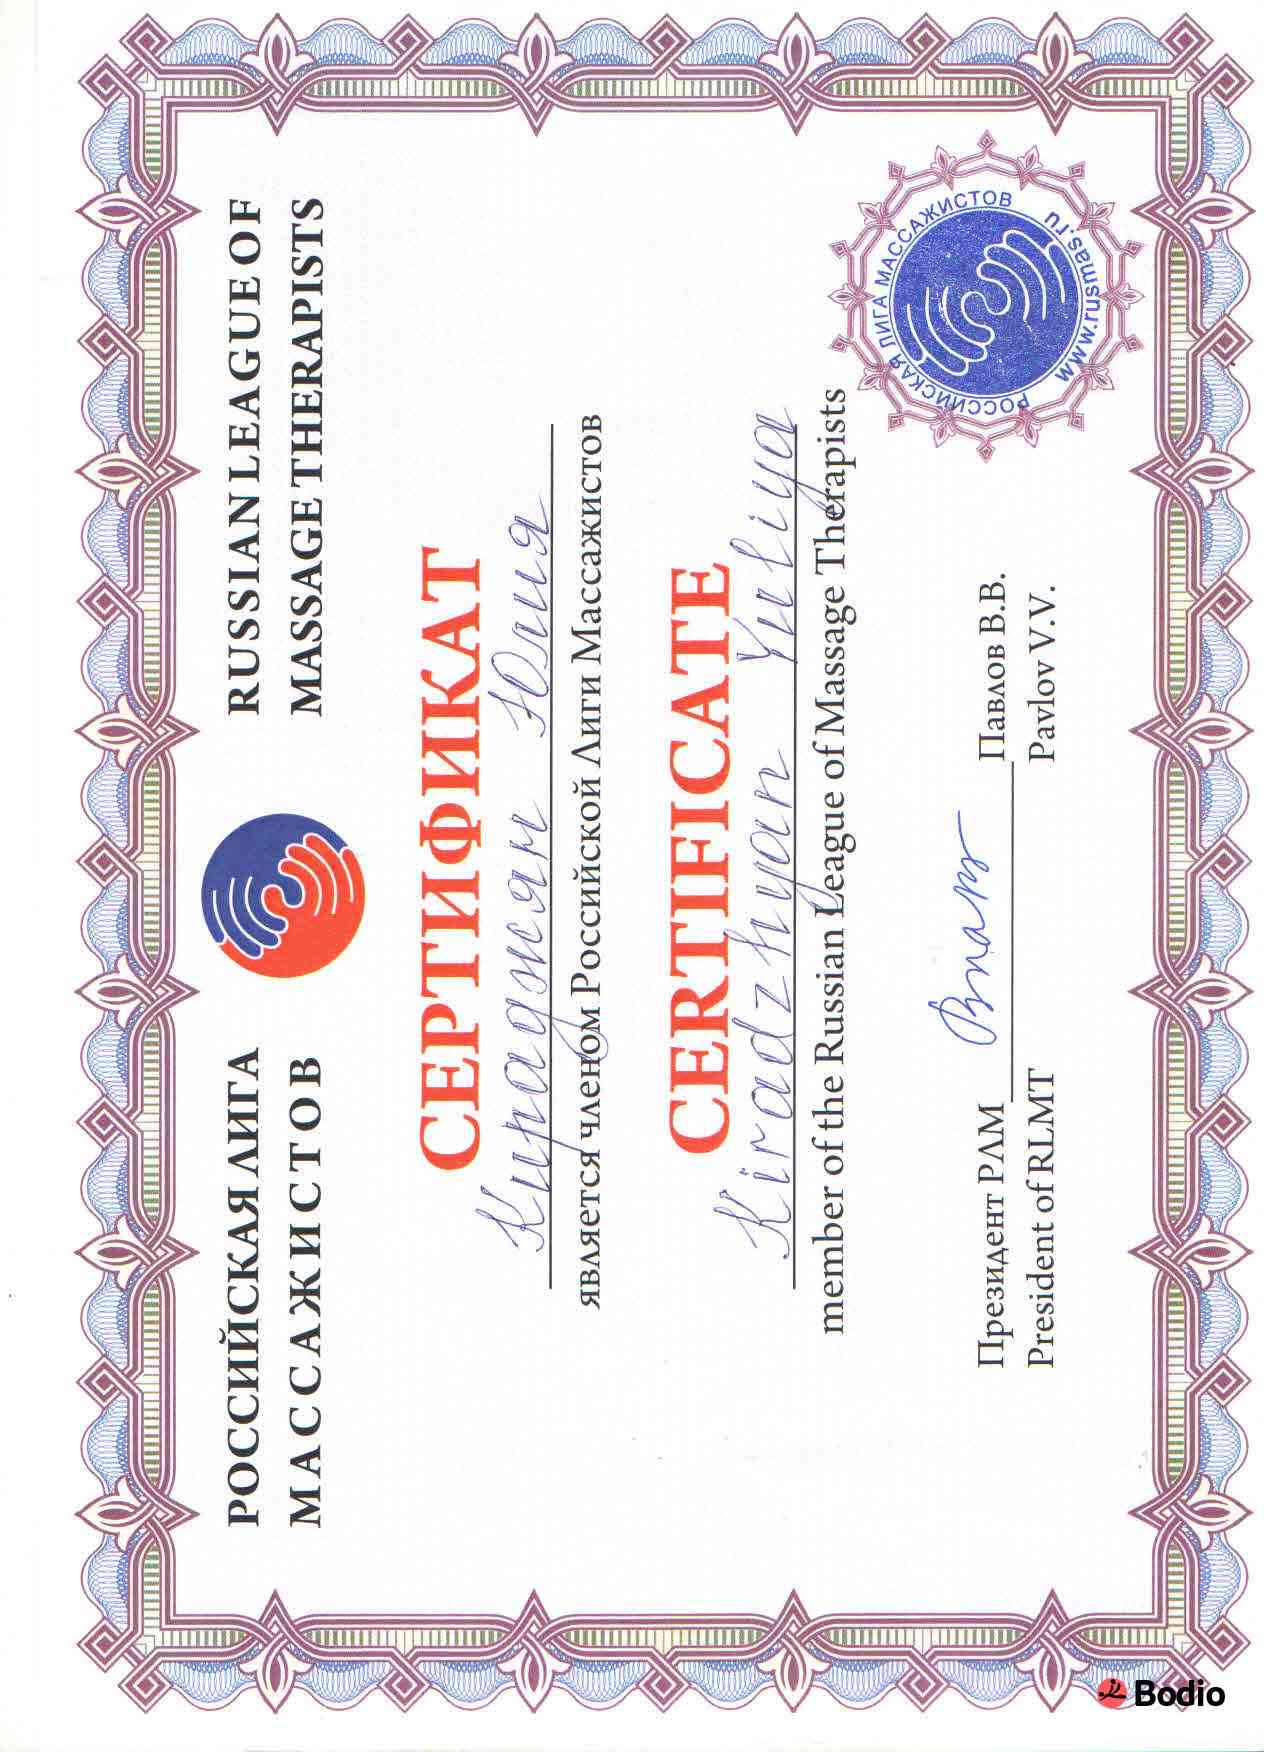 РОССИЙСКАЯ ЛИГА
МАССАЖИСТОВ
RUSSIAN LEAGUE OF
MASSAGE THERAPISTS
СЕРТИФИКАТ
Кираджян Юлия
является членом Российской Лиги Массажистов
CERTIFICATE
Kiradzhyan Yuliya
member of the Russian League of Massage Therapists
Президент РЛМ Павлов В.В.
President of RLMT Pavlov V.V.
РОССИЙСКАЯ ЛИГА МАССАЖИСТОВ
www.rusmas.ru
Bodio